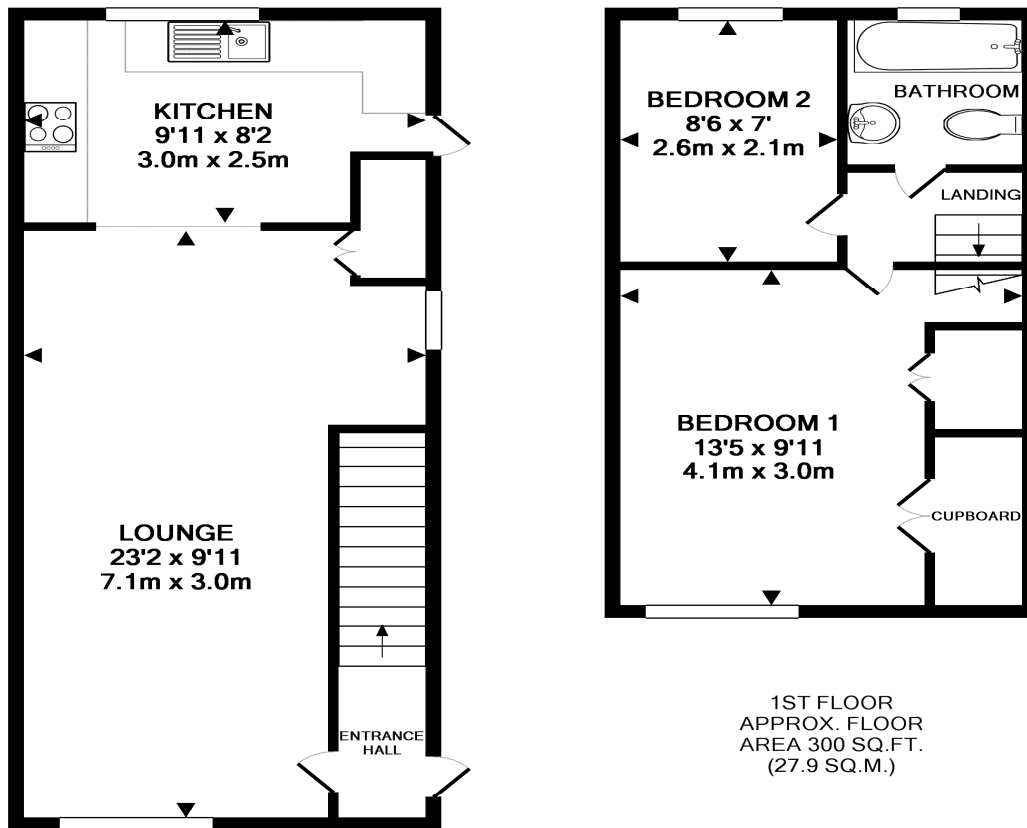 KITCHEN
9'11 x 8'2
3.0m x 2.5m
LOUNGE
23'2 x 9'11
7.1m x 3.0m
ENTRANCE
HALL
BEDROOM 2
8'6 x 7'
2.6m x 2.1m
BATHROOM
LANDING
BEDROOM 1
13'5 x 9'11
4.1m x 3.0m
CUPBOARD
1ST FLOOR
APPROX. FLOOR
AREA 300 SQ.FT.
(27.9 SQ.M.)